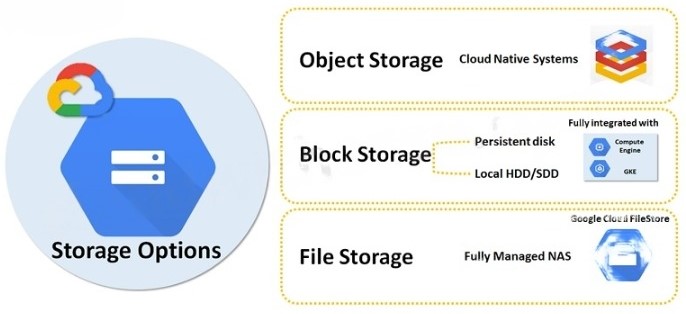 Storage Options
Object Storage
Cloud Native Systems
Block Storage
Persistent disk
Local HDD/SDD
Fully integrated with
Compute
Engine
GKE
File Storage
Fully Managed NAS
Google Cloud FileStore